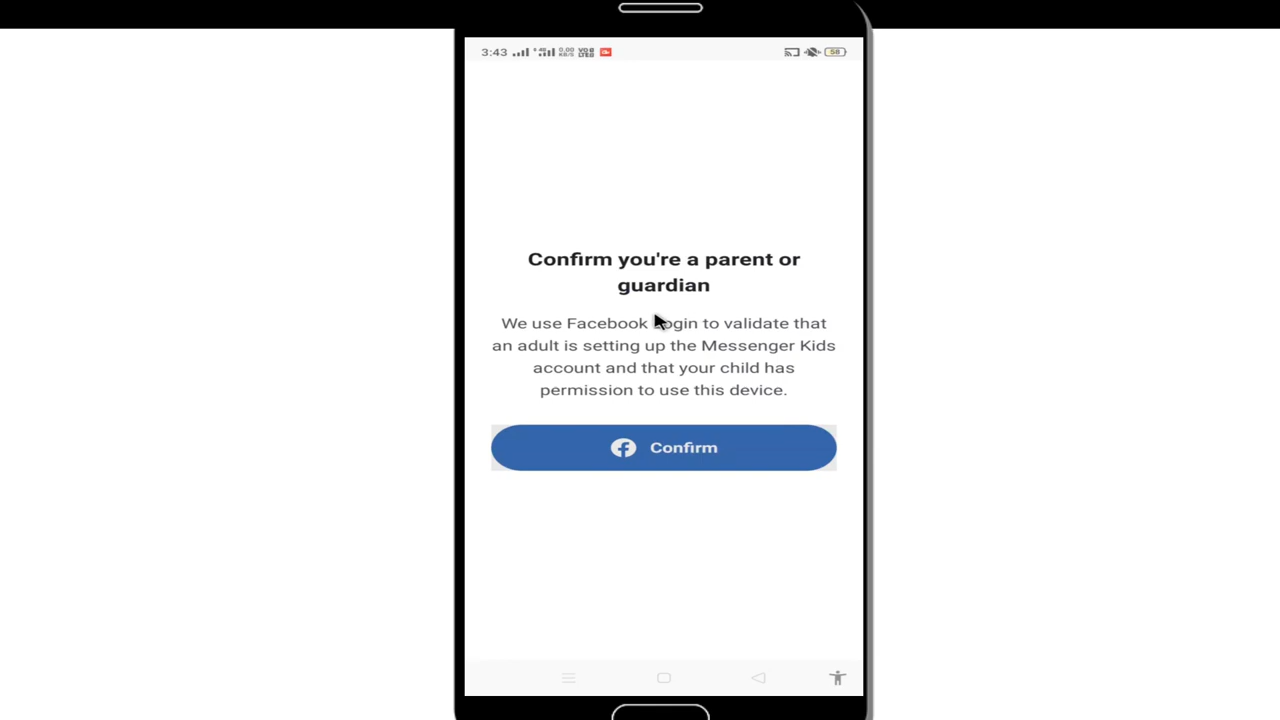 3:43 58
Confirm you're a parent or
guardian
We use Facebook Login to validate that
an adult is setting up the Messenger Kids
account and that your child has
permission to use this device.
Confirm